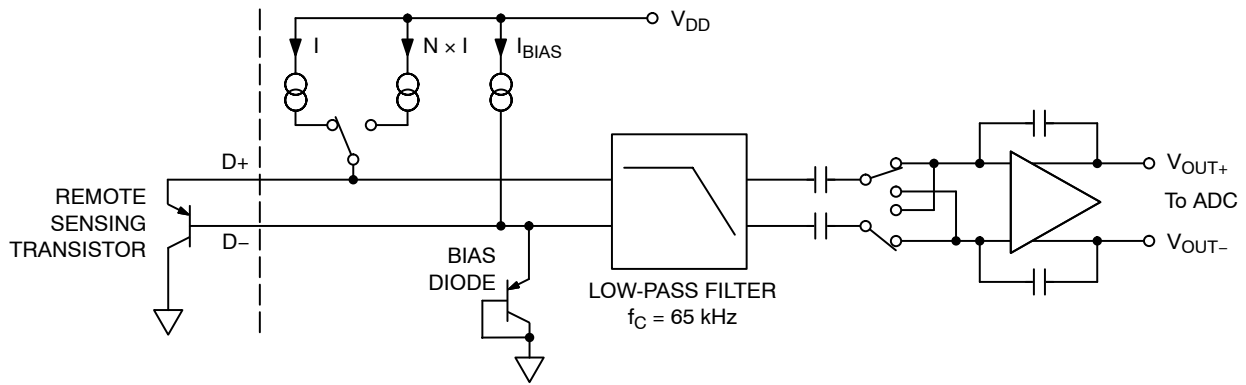 V_DD
I
N × I
I_BIAS
D+
REMOTE
SENSING
TRANSISTOR
D−
BIAS
DIODE
LOW-PASS FILTER
f_C = 65 kHz
V_OUT+
To ADC
V_OUT−